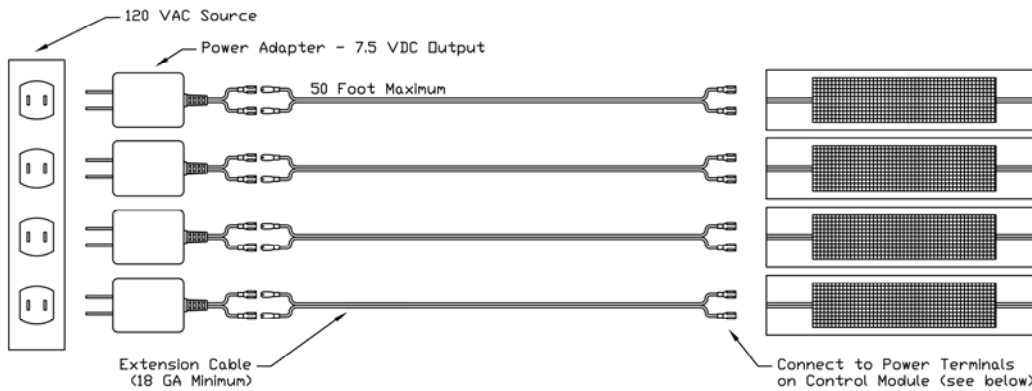 120 VAC Source
Power Adapter - 7.5 VDC Output
50 Foot Maximum
Extension Cable
(18 GA Minimum)
Connect to Power Terminals
on Control Module (see below)